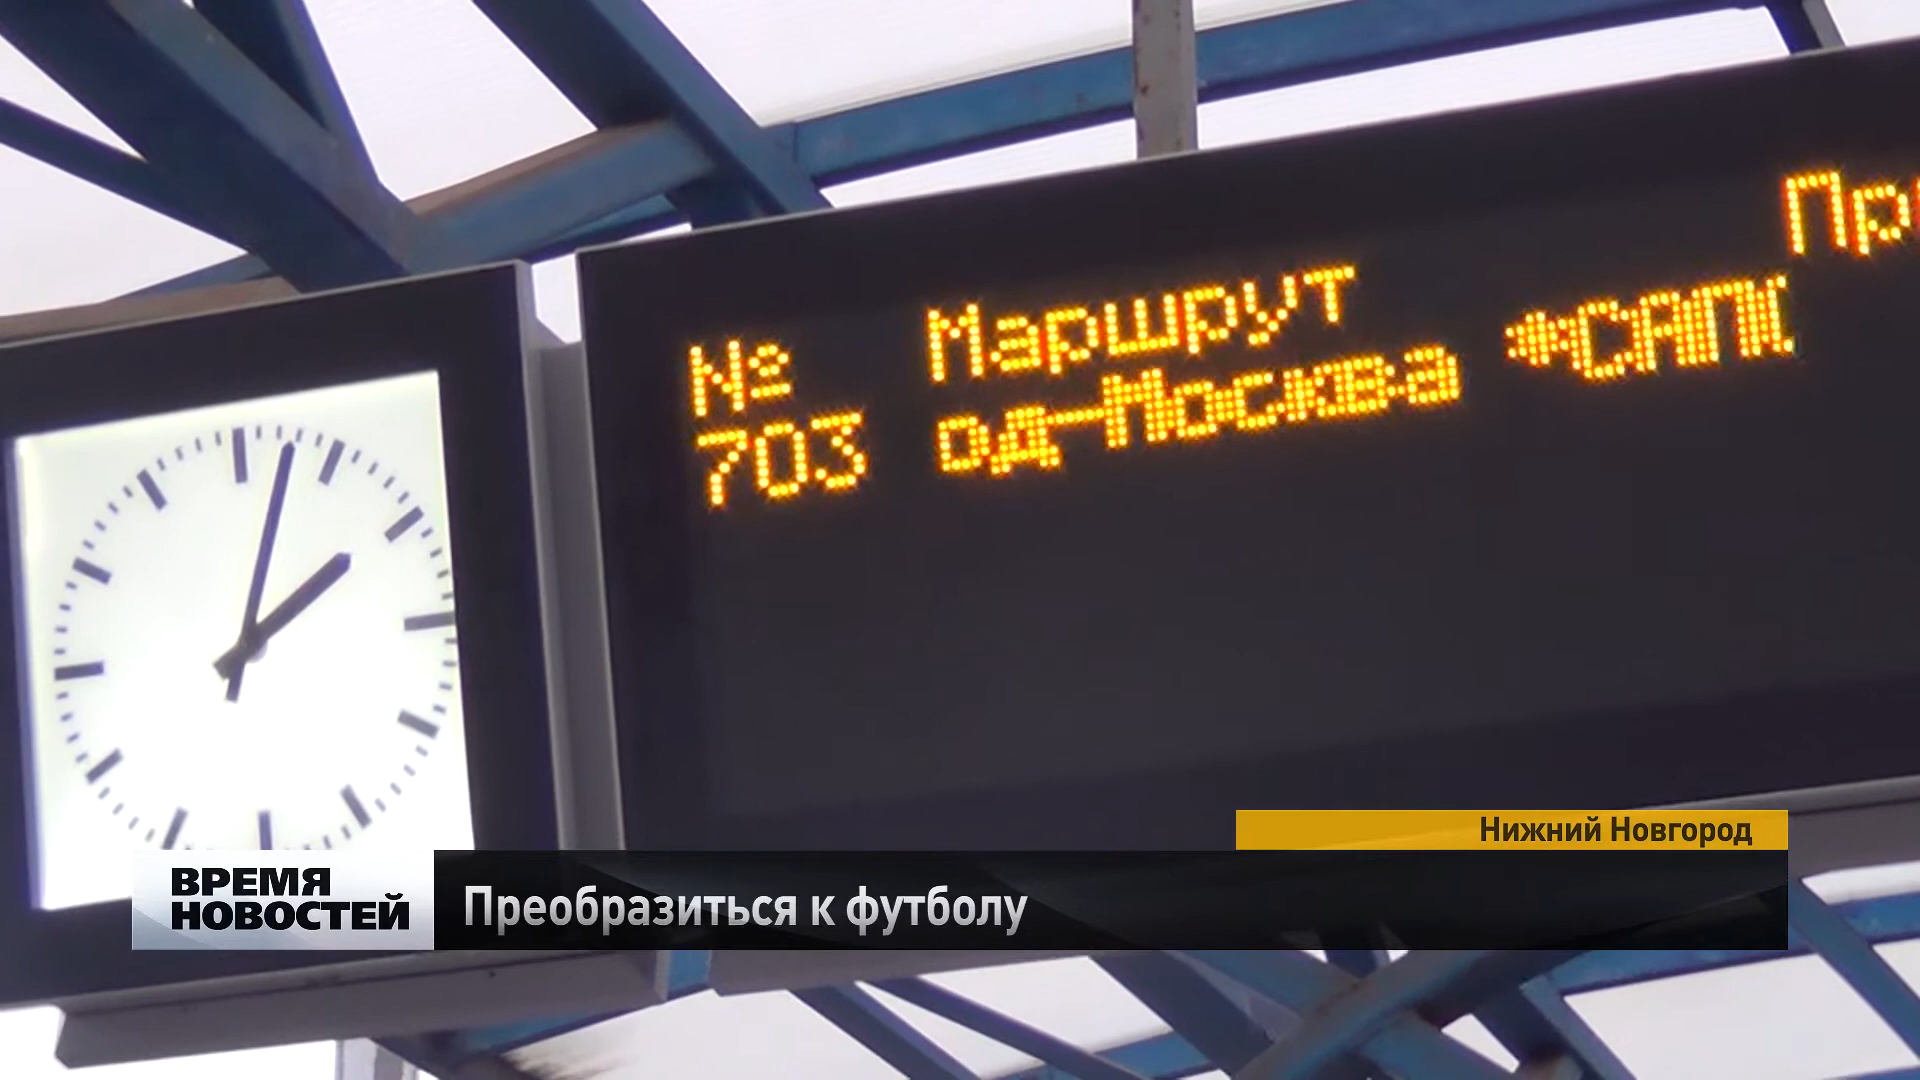 Маршрут
№
703
од-Москва «САПС
Нижний Новгород
ВРЕМЯ
НОВОСТЕЙ
Преобразиться к футболу